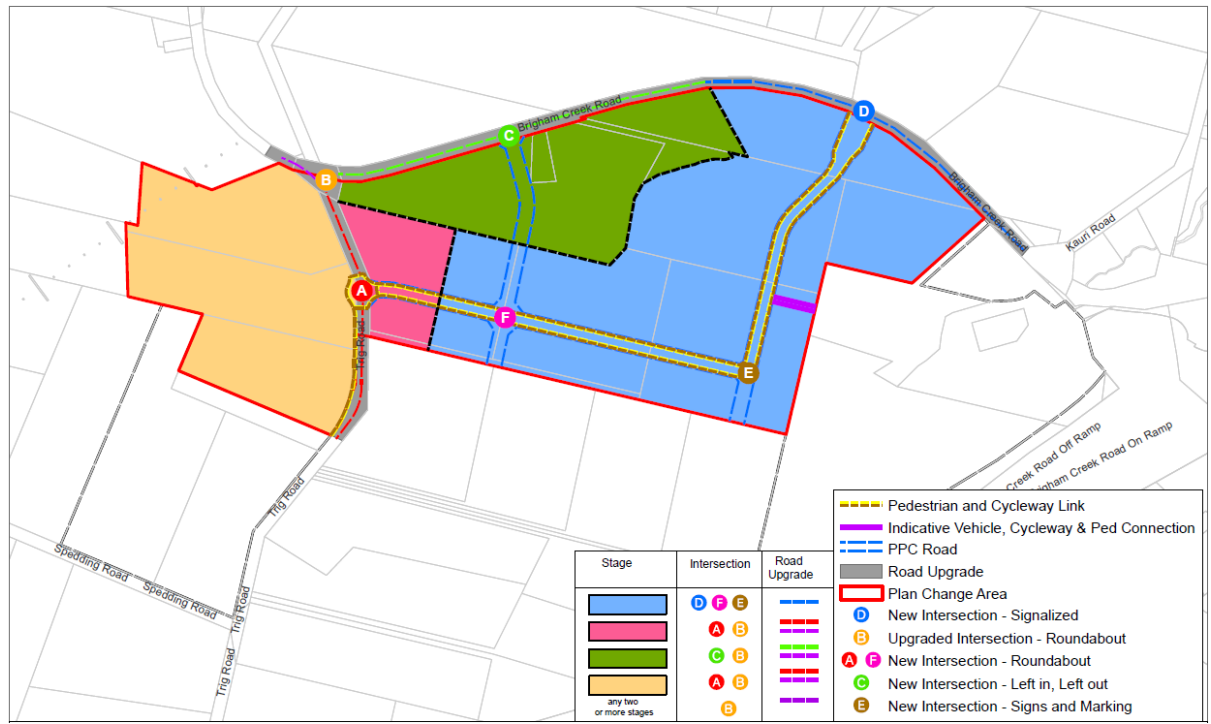 Brigham Creek Road
C
D
B
Brigham Creek Road
Kauri Road
A
F
Trig Road
E
Creek Road Off Ramp
Brigham Creek Road On Ramp
Trig Road
Spedding Road
Spedding Road
Trig Road
Trig Road
Stage
Intersection
Road
Upgrade
D F E
A B
C B
A B
any two
or more stages
B
Pedestrian and Cycleway Link
Indicative Vehicle, Cycleway & Ped Connection
PPC Road
Road Upgrade
Plan Change Area
D New Intersection - Signalized
B Upgraded Intersection - Roundabout
A F New Intersection - Roundabout
C New Intersection - Left in, Left out
E New Intersection - Signs and Marking